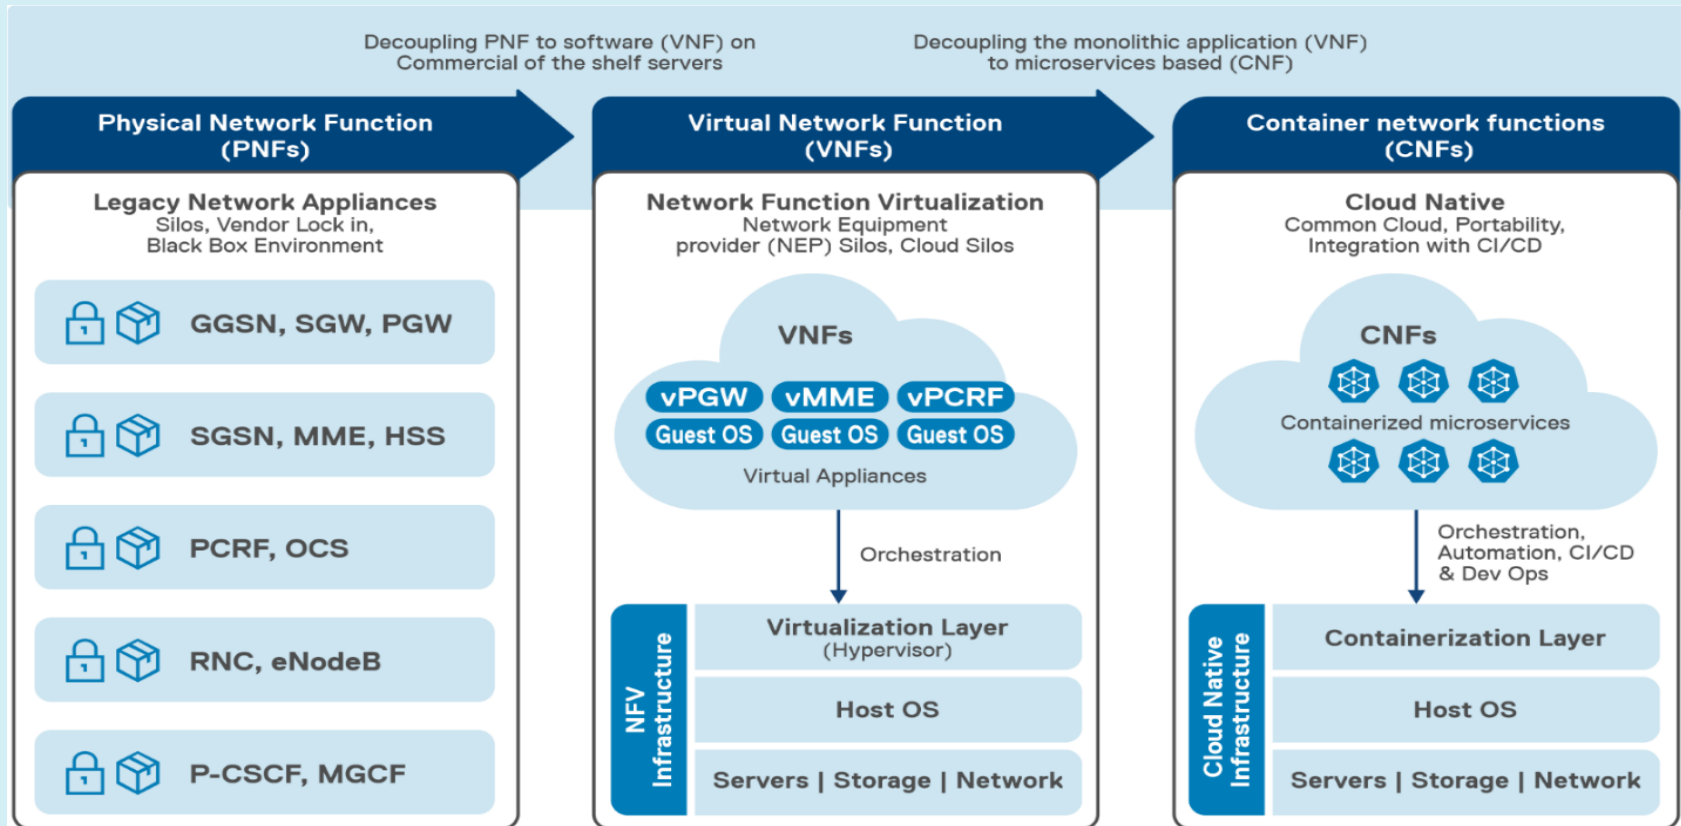 Decoupling PNF to software (VNF) on
Commercial of the shelf servers
Decoupling the monolithic application (VNF)
to microservices based (CNF)
Physical Network Function
(PNFs)
Virtual Network Function
(VNFs)
Container network functions
(CNFs)
Legacy Network Appliances
Silos, Vendor Lock in,
Black Box Environment
GGSN, SGW, PGW
SGSN, MME, HSS
PCRF, OCS
RNC, eNodeB
P-CSCF, MGCF
Network Function Virtualization
Network Equipment
provider (NEP) Silos, Cloud Silos
VNFs
vPGW vMME vPCRF
Guest OS Guest OS Guest OS
Virtual Appliances
Orchestration
NFV
Infrastructure
Virtualization Layer
(Hypervisor)
Host OS
Servers | Storage | Network
Cloud Native
Common Cloud, Portability,
Integration with CI/CD
CNFs
Containerized microservices
Orchestration,
Automation, CI/CD
& Dev Ops
Cloud Native
Infrastructure
Containerization Layer
Host OS
Servers | Storage | Network